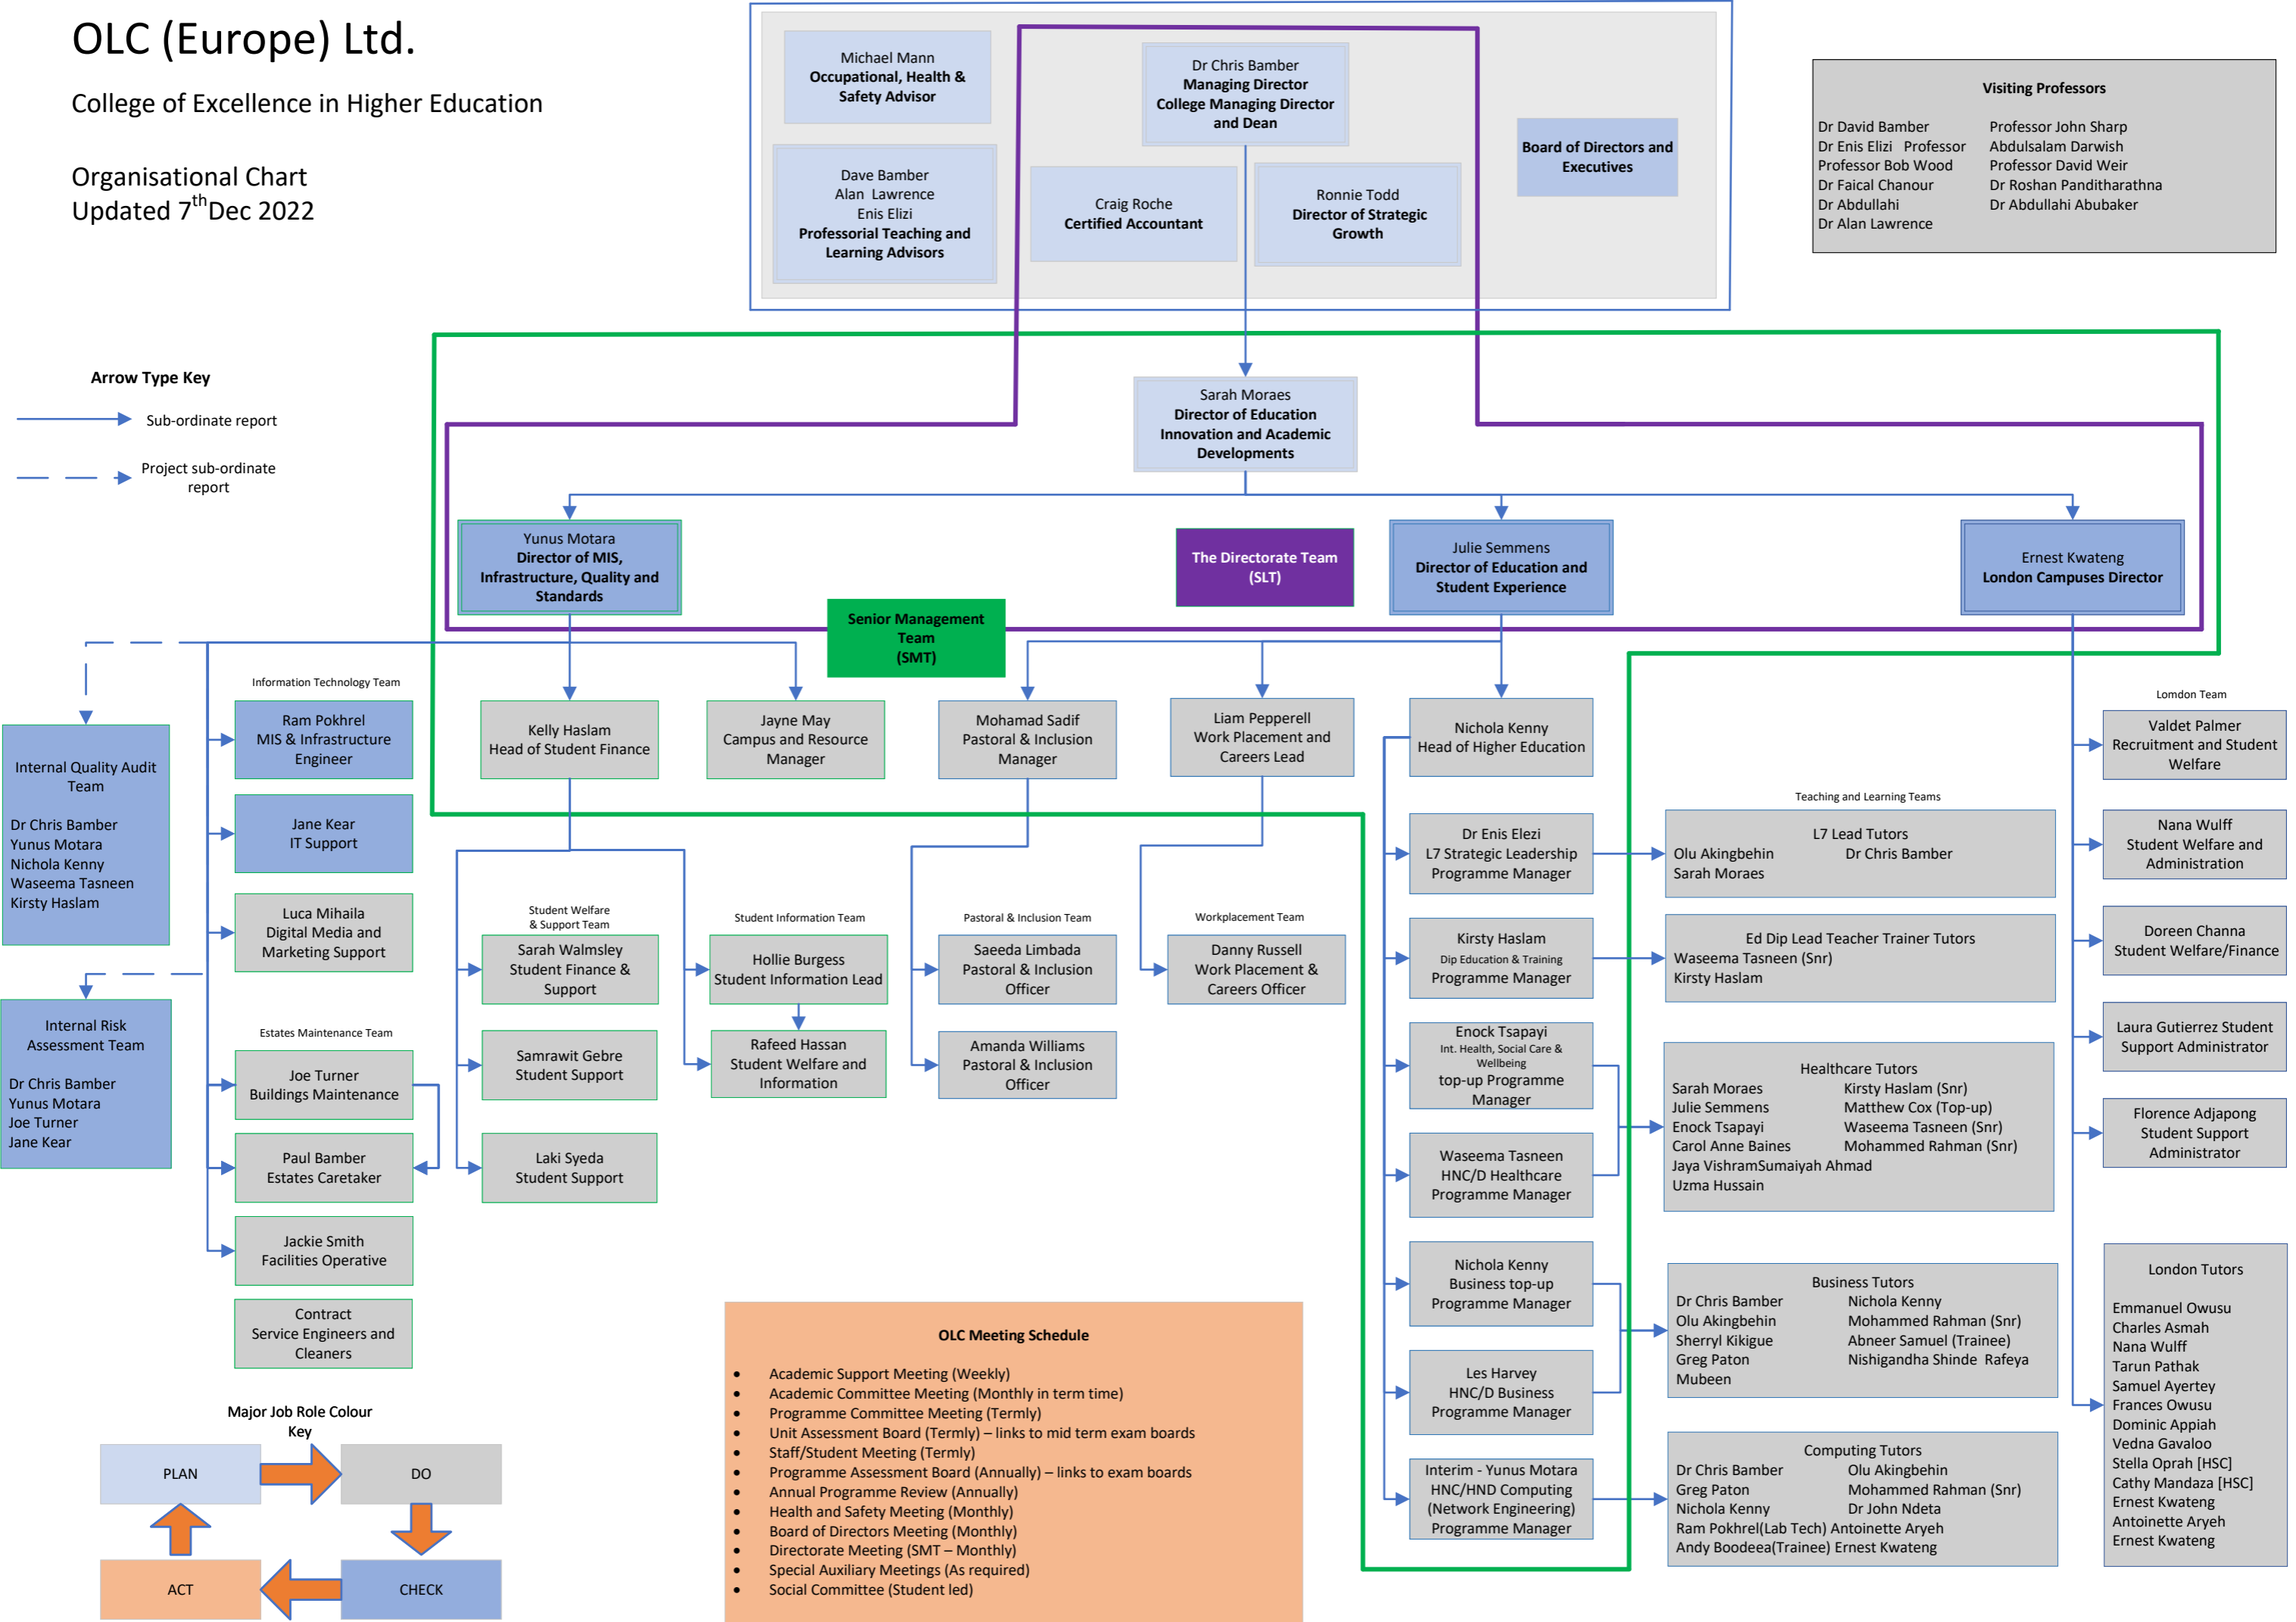 OLC (Europe) Ltd.
College of Excellence in Higher Education
Organisational Chart
Updated 7th Dec 2022
Michael Mann
Occupational, Health &
Safety Advisor
Dave Bamber
Alan Lawrence
Enis Elizi
Professorial Teaching and
Learning Advisors
Dr Chris Bamber
Managing Director
College Managing Director
and Dean
Craig Roche
Certified Accountant
Ronnie Todd
Director of Strategic
Growth
Board of Directors and
Executives
Visiting Professors
Dr David Bamber Professor John Sharp
Dr Enis Elizi Professor Abdulsalam Darwish
Professor Bob Wood Professor David Weir
Dr Faical Chanour Dr Roshan Panditharathna
Dr Abdullahi Dr Abdullahi Abubaker
Dr Alan Lawrence
Arrow Type Key
Sub-ordinate report
Project sub-ordinate
report
Sarah Moraes
Director of Education
Innovation and Academic
Developments
Yunus Motara
Director of MIS,
Infrastructure, Quality and
Standards
The Directorate Team
(SLT)
Julie Semmens
Director of Education and
Student Experience
Ernest Kwateng
London Campuses Director
Senior Management
Team
(SMT)
Internal Quality Audit
Team
Dr Chris Bamber
Yunus Motara
Nichola Kenny
Waseema Tasneen
Kirsty Haslam
Internal Risk
Assessment Team
Dr Chris Bamber
Yunus Motara
Joe Turner
Jane Kear
Information Technology Team
Ram Pokhrel
MIS & Infrastructure
Engineer
Jane Kear
IT Support
Luca Mihaila
Digital Media and
Marketing Support
Estates Maintenance Team
Joe Turner
Buildings Maintenance
Paul Bamber
Estates Caretaker
Jackie Smith
Facilities Operative
Contract
Service Engineers and
Cleaners
Kelly Haslam
Head of Student Finance
Jayne May
Campus and Resource
Manager
Mohamad Sadif
Pastoral & Inclusion
Manager
Liam Pepperell
Work Placement and
Careers Lead
Nichola Kenny
Head of Higher Education
Student Welfare
& Support Team
Sarah Walmsley
Student Finance &
Support
Samrawit Gebre
Student Support
Laki Syeda
Student Support
Student Information Team
Hollie Burgess
Student Information Lead
Rafeed Hassan
Student Welfare and
Information
Pastoral & Inclusion Team
Saeeda Limbada
Pastoral & Inclusion
Officer
Amanda Williams
Pastoral & Inclusion
Officer
Workplacement Team
Danny Russell
Work Placement &
Careers Officer
Dr Enis Elezi
L7 Strategic Leadership
Programme Manager
Kirsty Haslam
Dip Education & Training
Programme Manager
Enock Tsapayi
Int. Health, Social Care &
Wellbeing
top-up Programme
Manager
Waseema Tasneen
HNC/D Healthcare
Programme Manager
Nichola Kenny
Business top-up
Programme Manager
Les Harvey
HNC/D Business
Programme Manager
Interim - Yunus Motara
HNC/HND Computing
(Network Engineering)
Programme Manager
Teaching and Learning Teams
L7 Lead Tutors
Olu Akingbehin Dr Chris Bamber
Sarah Moraes
Ed Dip Lead Teacher Trainer Tutors
Waseema Tasneen (Snr)
Kirsty Haslam
Healthcare Tutors
Sarah Moraes Kirsty Haslam (Snr)
Julie Semmens Matthew Cox (Top-up)
Enock Tsapayi Waseema Tasneen (Snr)
Carol Anne Baines Mohammed Rahman (Snr)
Jaya VishramSumaiyah Ahmad
Uzma Hussain
Business Tutors
Dr Chris Bamber Nichola Kenny
Olu Akingbehin Mohammed Rahman (Snr)
Sherryl Kikigue Abneer Samuel (Trainee)
Greg Paton Nishigandha Shinde Rafeya
Mubeen
Computing Tutors
Dr Chris Bamber Olu Akingbehin
Greg Paton Mohammed Rahman (Snr)
Nichola Kenny Dr John Ndeta
Ram Pokhrel(Lab Tech) Antoinette Aryeh
Andy Boodeea(Trainee) Ernest Kwateng
Lomdon Team
Valdet Palmer
Recruitment and Student
Welfare
Nana Wulff
Student Welfare and
Administration
Doreen Channa
Student Welfare/Finance
Laura Gutierrez Student
Support Administrator
Florence Adjapong
Student Support
Administrator
London Tutors
Emmanuel Owusu
Charles Asmah
Nana Wulff
Tarun Pathak
Samuel Ayertey
Frances Owusu
Dominic Appiah
Vedna Gavaloo
Stella Oprah [HSC]
Cathy Mandaza [HSC]
Ernest Kwateng
Antoinette Aryeh
Ernest Kwateng
Major Job Role Colour
Key
PLAN
DO
ACT
CHECK
OLC Meeting Schedule
• Academic Support Meeting (Weekly)
• Academic Committee Meeting (Monthly in term time)
• Programme Committee Meeting (Termly)
• Unit Assessment Board (Termly) – links to mid term exam boards
• Staff/Student Meeting (Termly)
• Programme Assessment Board (Annually) – links to exam boards
• Annual Programme Review (Annually)
• Health and Safety Meeting (Monthly)
• Board of Directors Meeting (Monthly)
• Directorate Meeting (SMT – Monthly)
• Special Auxiliary Meetings (As required)
• Social Committee (Student led)